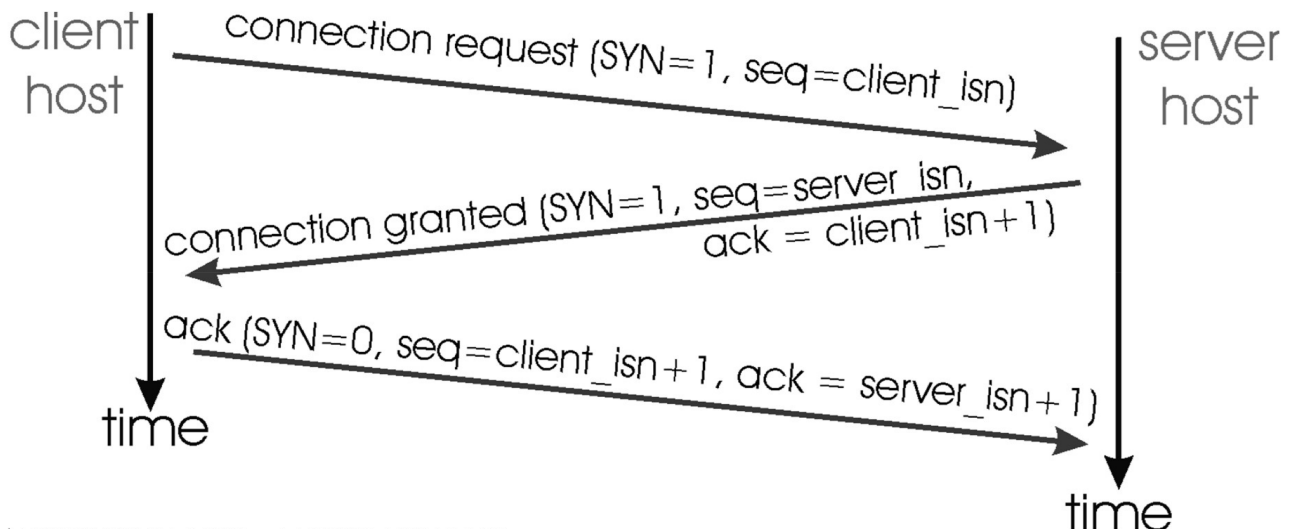 client
host
connection request (SYN=1, seq=client_isn)
server
host
connection granted (SYN=1, seq=server_isn,
ack = client_isn+1)
ack (SYN=0, seq=client_isn+1, ack = server_isn+1)
time
time